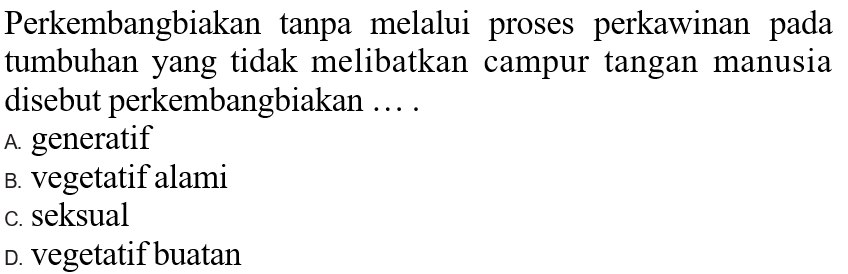 Perkembangbiakan tanpa melalui proses perkawinan pada
tumbuhan yang tidak melibatkan campur tangan manusia
disebut perkembangbiakan ... .
A. generatif
B. vegetatif alami
C. seksual
D. vegetatif buatan